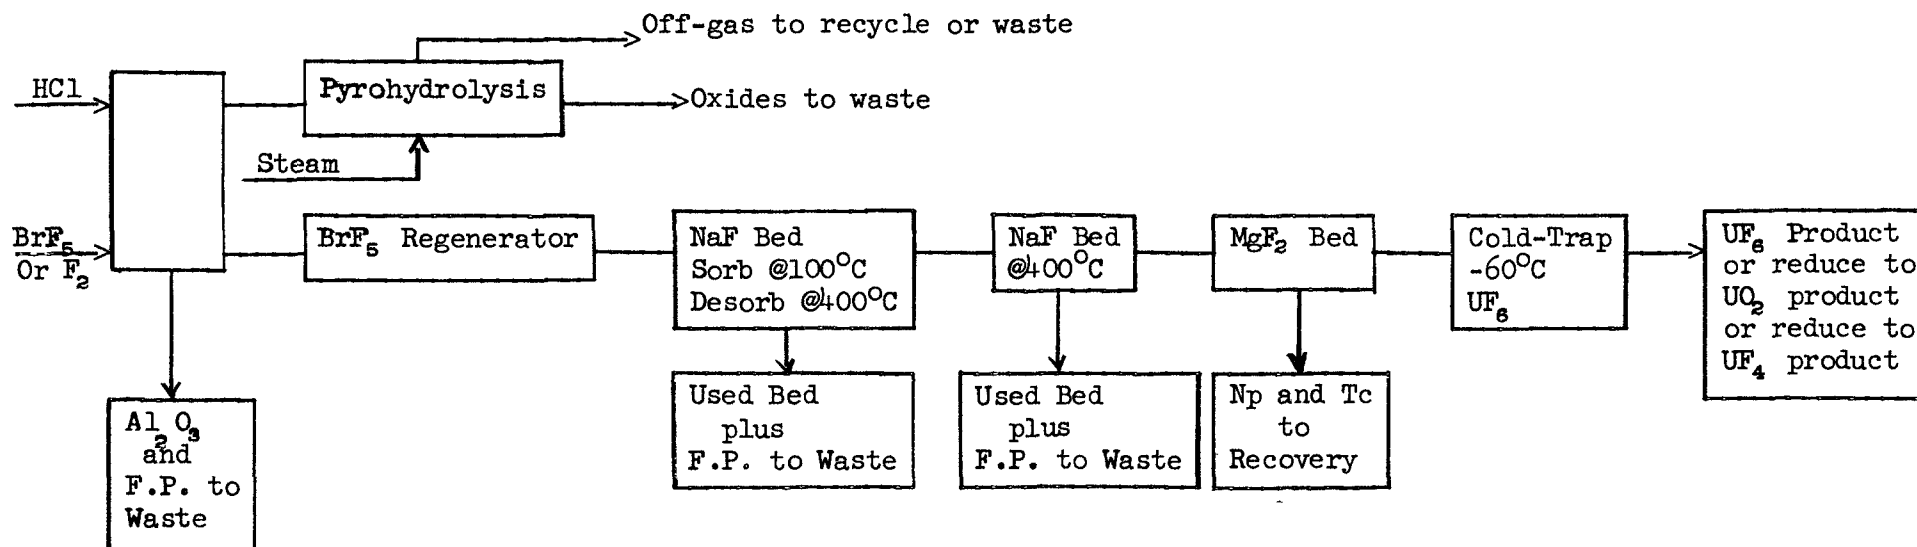 Off-gas to recycle or waste
HCl
Pyrohydrolysis
Oxides to waste
Steam
BrF₅
Or F₂
BrF₅ Regenerator
NaF Bed
Sorb @100°C
Desorb @400°C
NaF Bed
@400°C
MgF₂ Bed
Cold-Trap
-60°C
UF₆
UF₆ Product
or reduce to
UO₂ product
or reduce to
UF₄ product
Al₂O₃
and
F.P. to
Waste
Used Bed
plus
F.P. to Waste
Used Bed
plus
F.P. to Waste
Np and Tc
to
Recovery